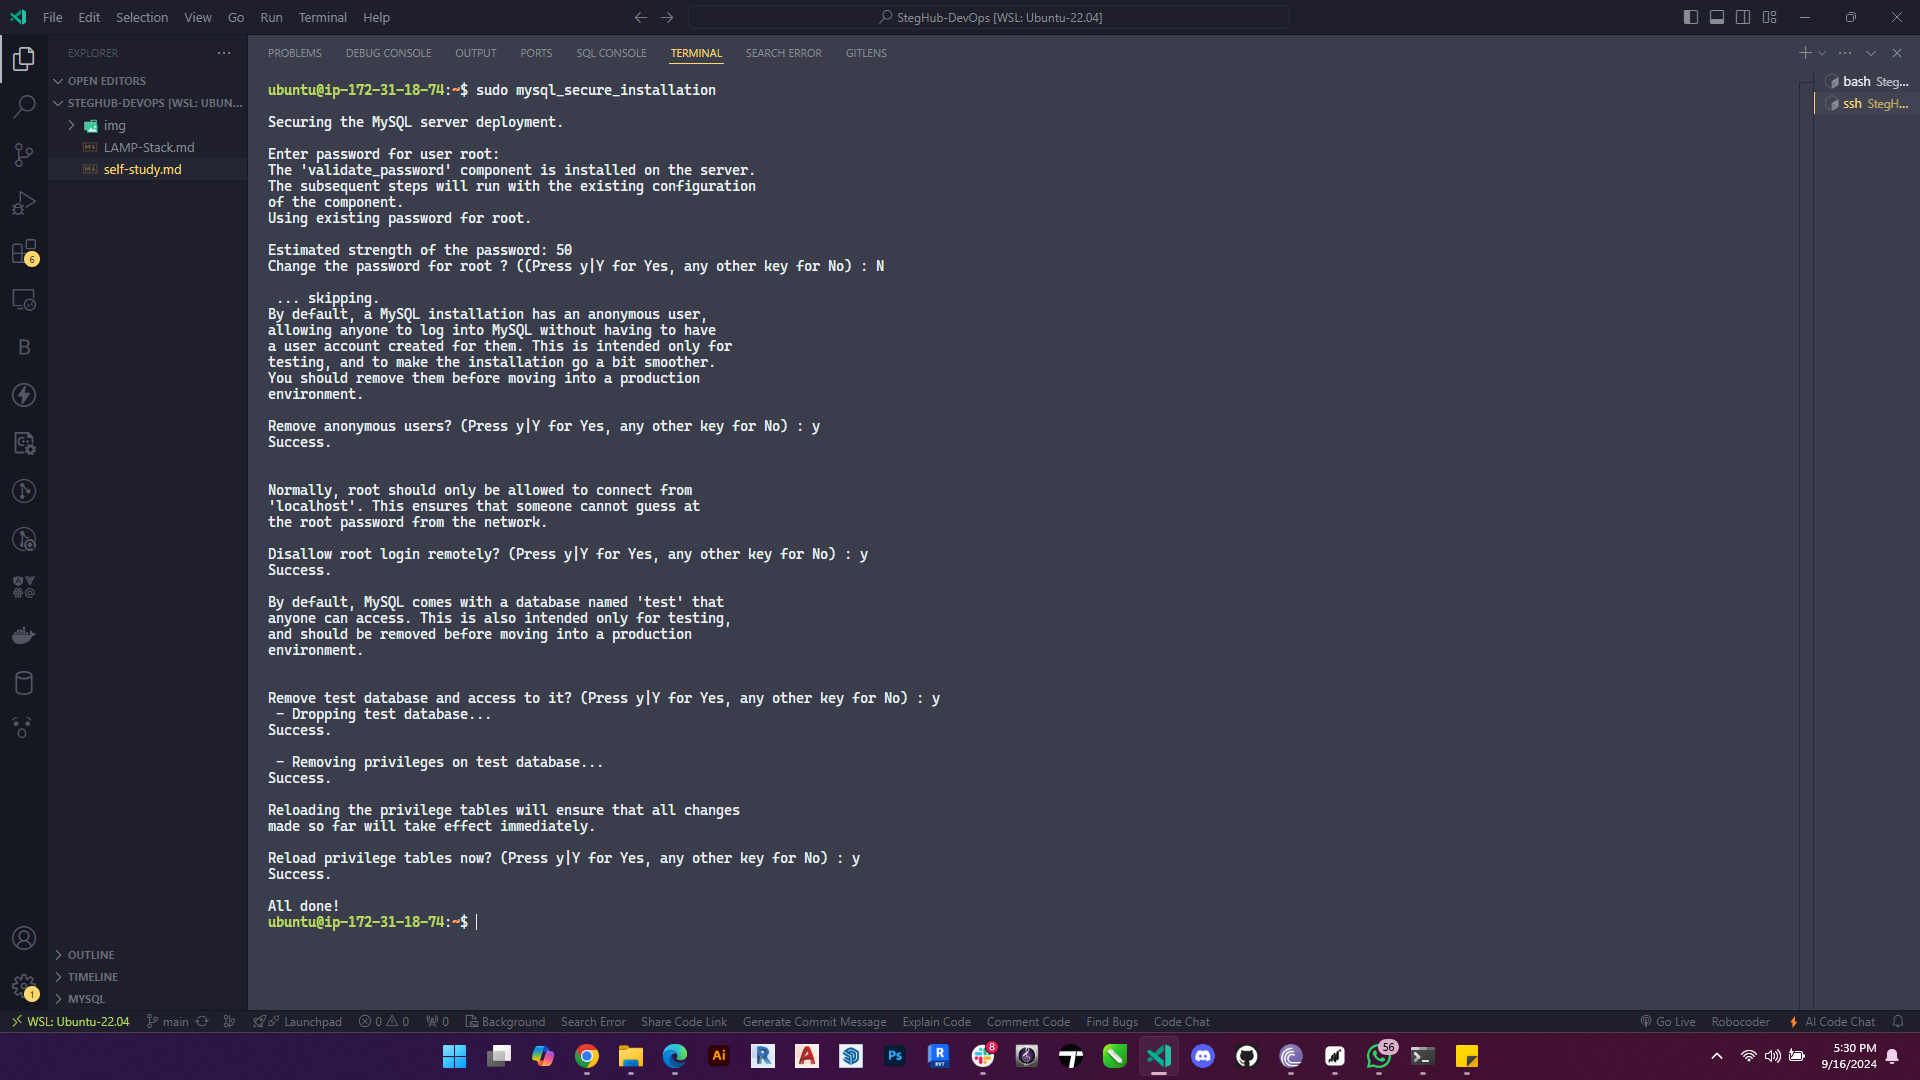 File Edit Selection View Go Run Terminal Help
StegHub-DevOps [WSL: Ubuntu-22.04]
EXPLORER
OPEN EDITORS
STEGHUB-DEVOPS [WSL: UBUN...
img
LAMP-Stack.md
self-study.md
OUTLINE
TIMELINE
MYSQL
PROBLEMS DEBUG CONSOLE OUTPUT PORTS SQL CONSOLE TERMINAL SEARCH ERROR GITLENS
bash Steg...
ssh StegH...
ubuntu@ip-172-31-18-74:~$ sudo mysql_secure_installation
Securing the MySQL server deployment.
Enter password for user root:
The 'validate_password' component is installed on the server.
The subsequent steps will run with the existing configuration
of the component.
Using existing password for root.
Estimated strength of the password: 50
Change the password for root ? ((Press y|Y for Yes, any other key for No) : N
... skipping.
By default, a MySQL installation has an anonymous user,
allowing anyone to log into MySQL without having to have
a user account created for them. This is intended only for
testing, and to make the installation go a bit smoother.
You should remove them before moving into a production
environment.
Remove anonymous users? (Press y|Y for Yes, any other key for No) : y
Success.
Normally, root should only be allowed to connect from
'localhost'. This ensures that someone cannot guess at
the root password from the network.
Disallow root login remotely? (Press y|Y for Yes, any other key for No) : y
Success.
By default, MySQL comes with a database named 'test' that
anyone can access. This is also intended only for testing,
and should be removed before moving into a production
environment.
Remove test database and access to it? (Press y|Y for Yes, any other key for No) : y
- Dropping test database...
Success.
- Removing privileges on test database...
Success.
Reloading the privilege tables will ensure that all changes
made so far will take effect immediately.
Reload privilege tables now? (Press y|Y for Yes, any other key for No) : y
Success.
All done!
ubuntu@ip-172-31-18-74:~$
6
B
1
WSL: Ubuntu-22.04 main Launchpad 0 0 0 Background Search Error Share Code Link Generate Commit Message Explain Code Comment Code Find Bugs Code Chat Go Live Robocoder AI Code Chat
Ai R A Ps R RVT 8 56
5:30 PM
9/16/2024